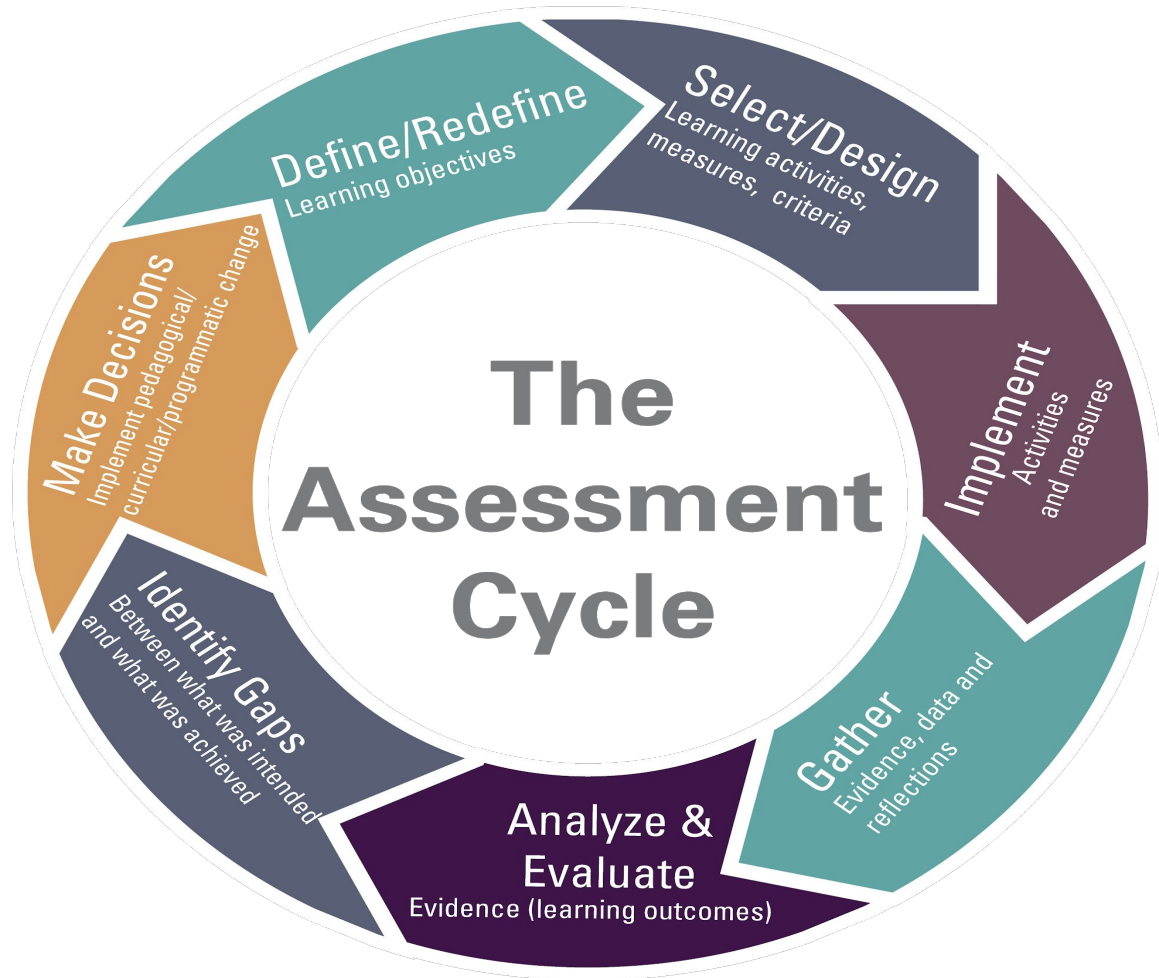 The
Assessment
Cycle
Define/Redefine
Learning objectives
Select/Design
Learning activities,
measures, criteria
Implement
Activities
and measures
Gather
Evidence, data and
reflections
Analyze &
Evaluate
Evidence (learning outcomes)
Identify Gaps
Between what was intended
and what was achieved
Make Decisions
Implement pedagogical/
curricular/programmatic change